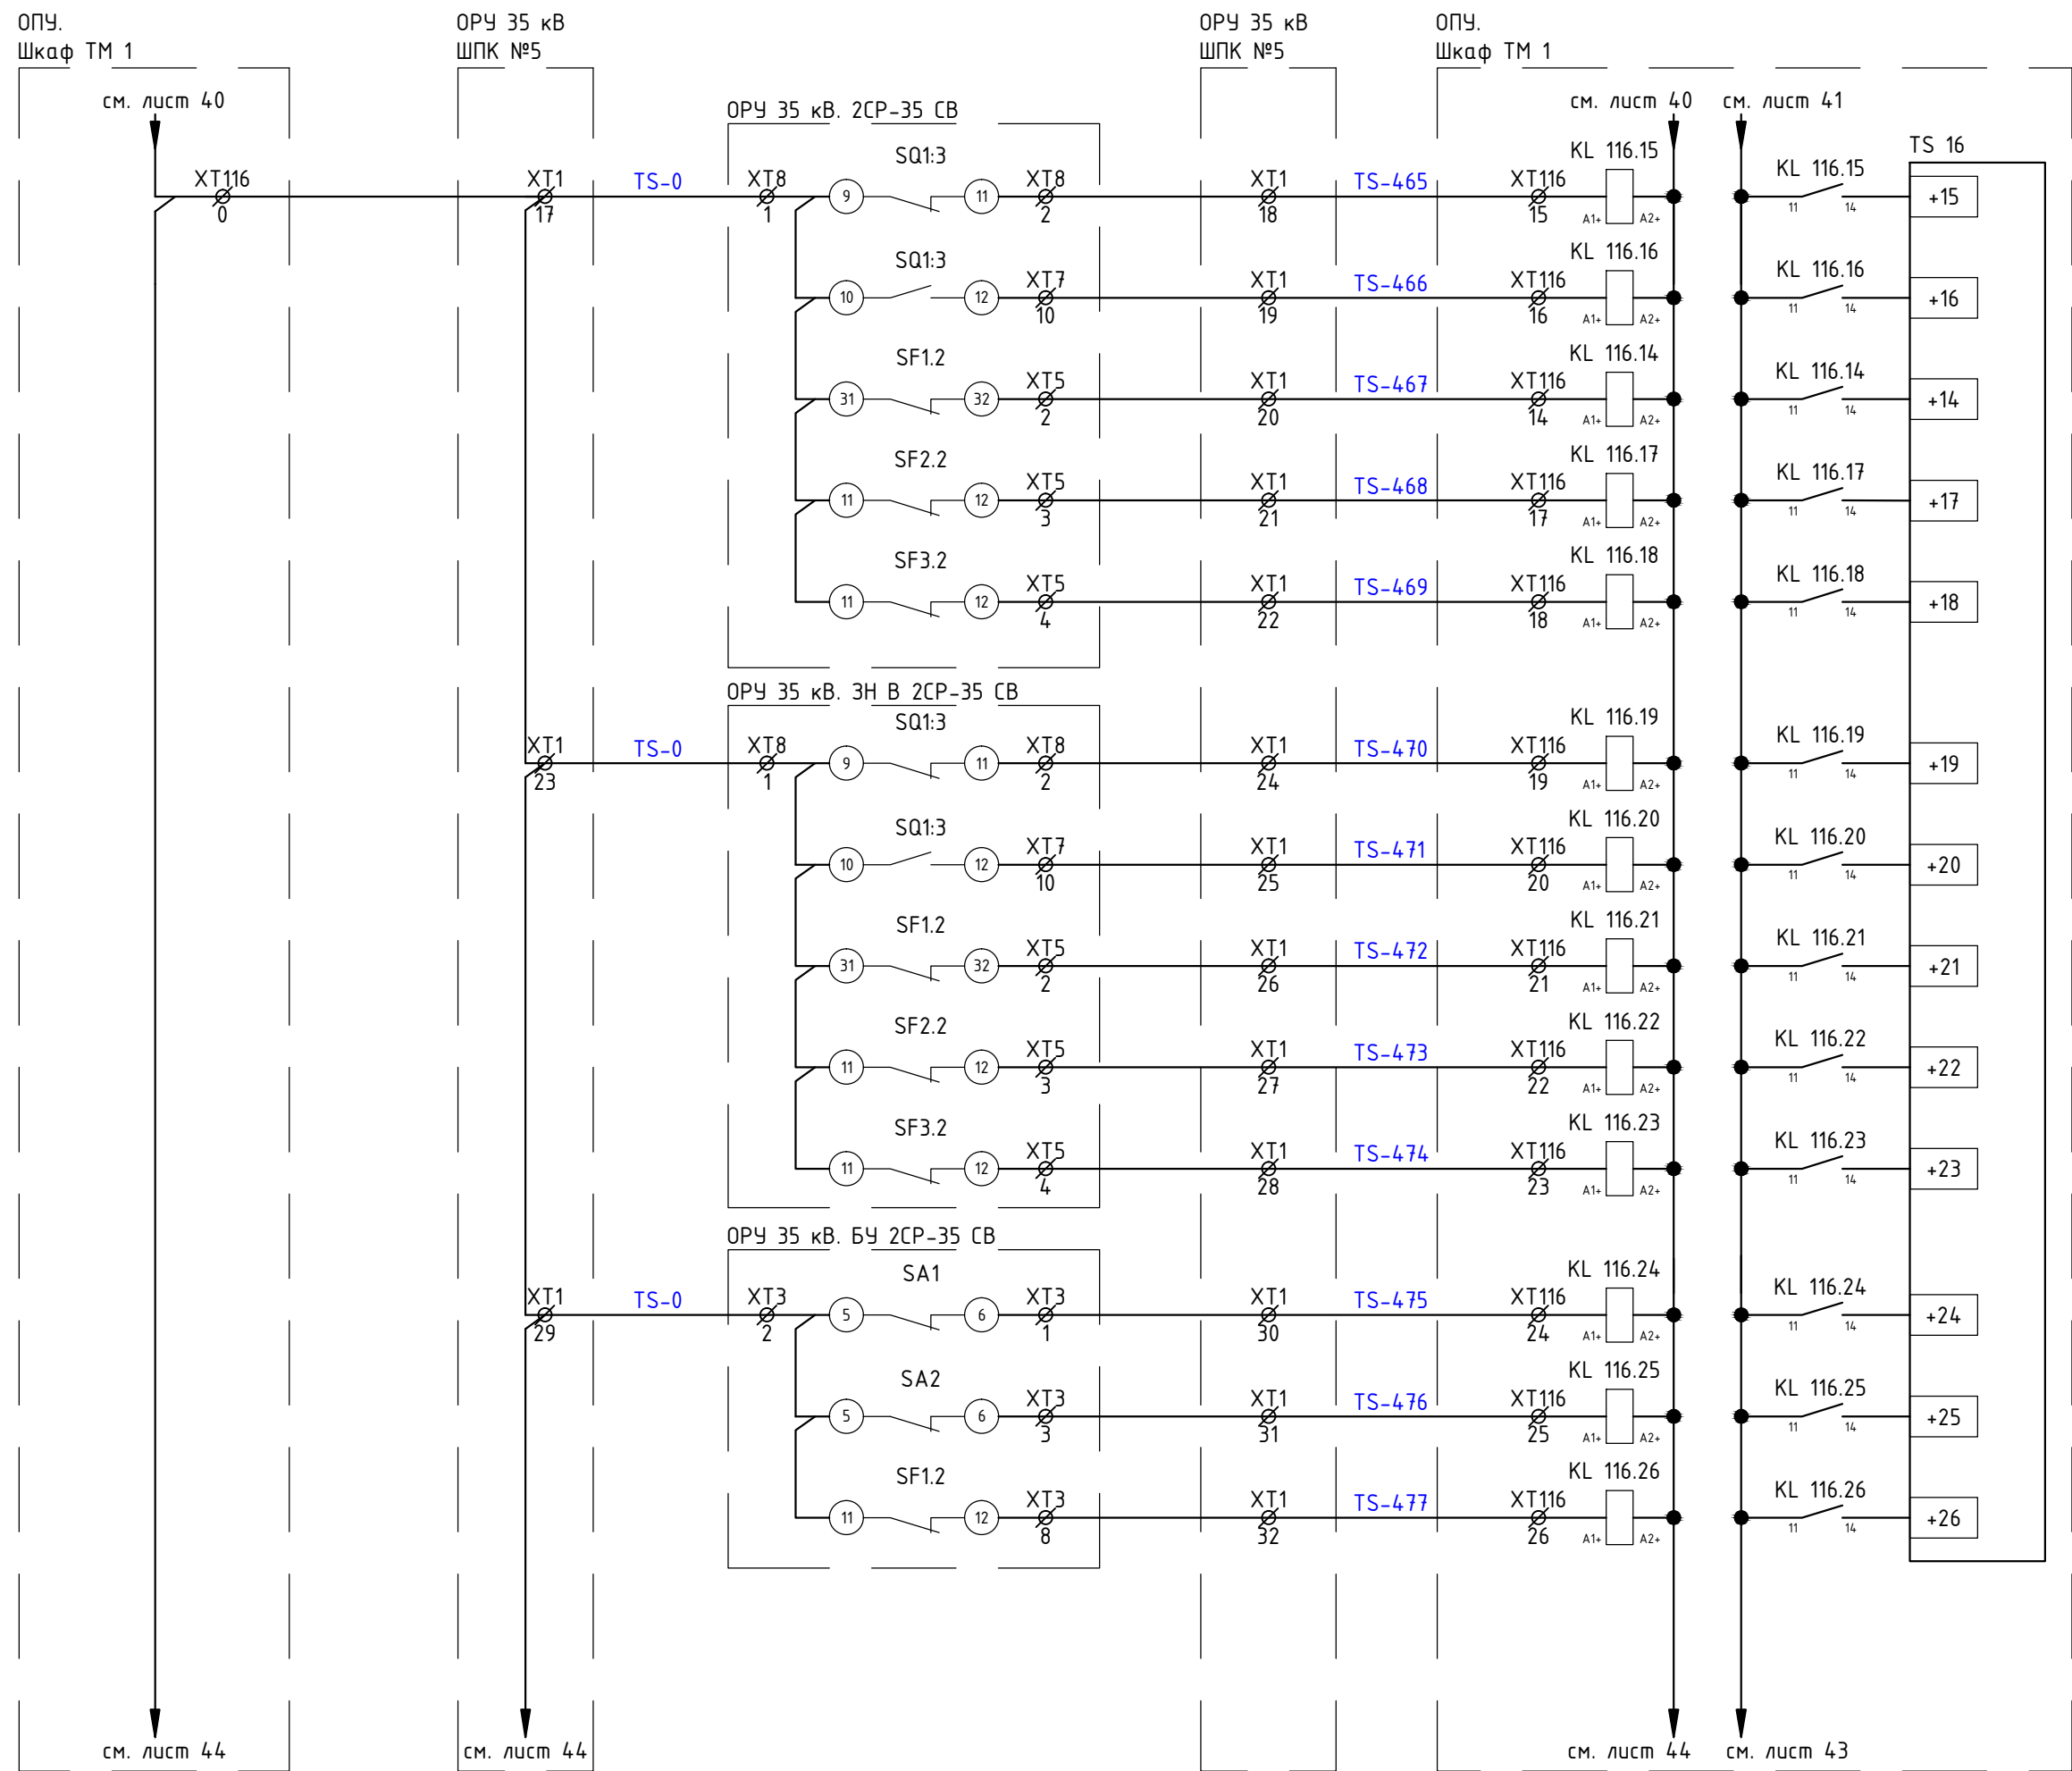 ОПУ.
Шкаф ТМ 1
ОРУ 35 кВ
ШПК №5
ОРУ 35 кВ
ШПК №5
ОПУ.
Шкаф ТМ 1
см. лист 40
см. лист 40
см. лист 41
ОРУ 35 кВ. 2СР-35 СВ
TS 16
XT116
0
XT1
17
TS-0
XT8
1
SQ1:3
9
11
XT8
2
XT1
18
TS-465
XT116
15
KL 116.15
A1+
A2+
KL 116.15
11
14
+15
SQ1:3
10
12
XT7
10
XT1
19
TS-466
XT116
16
KL 116.16
A1+
A2+
KL 116.16
11
14
+16
SF1.2
31
32
XT5
2
XT1
20
TS-467
XT116
14
KL 116.14
A1+
A2+
KL 116.14
11
14
+14
SF2.2
11
12
XT5
3
XT1
21
TS-468
XT116
17
KL 116.17
A1+
A2+
KL 116.17
11
14
+17
SF3.2
11
12
XT5
4
XT1
22
TS-469
XT116
18
KL 116.18
A1+
A2+
KL 116.18
11
14
+18
ОРУ 35 кВ. ЗН В 2СР-35 СВ
XT1
23
TS-0
XT8
1
SQ1:3
9
11
XT8
2
XT1
24
TS-470
XT116
19
KL 116.19
A1+
A2+
KL 116.19
11
14
+19
SQ1:3
10
12
XT7
10
XT1
25
TS-471
XT116
20
KL 116.20
A1+
A2+
KL 116.20
11
14
+20
SF1.2
31
32
XT5
2
XT1
26
TS-472
XT116
21
KL 116.21
A1+
A2+
KL 116.21
11
14
+21
SF2.2
11
12
XT5
3
XT1
27
TS-473
XT116
22
KL 116.22
A1+
A2+
KL 116.22
11
14
+22
SF3.2
11
12
XT5
4
XT1
28
TS-474
XT116
23
KL 116.23
A1+
A2+
KL 116.23
11
14
+23
ОРУ 35 кВ. БУ 2СР-35 СВ
XT1
29
TS-0
XT3
2
SA1
5
6
XT3
1
XT1
30
TS-475
XT116
24
KL 116.24
A1+
A2+
KL 116.24
11
14
+24
SA2
5
6
XT3
3
XT1
31
TS-476
XT116
25
KL 116.25
A1+
A2+
KL 116.25
11
14
+25
SF1.2
11
12
XT3
8
XT1
32
TS-477
XT116
26
KL 116.26
A1+
A2+
KL 116.26
11
14
+26
см. лист 44
см. лист 44
см. лист 44
см. лист 43